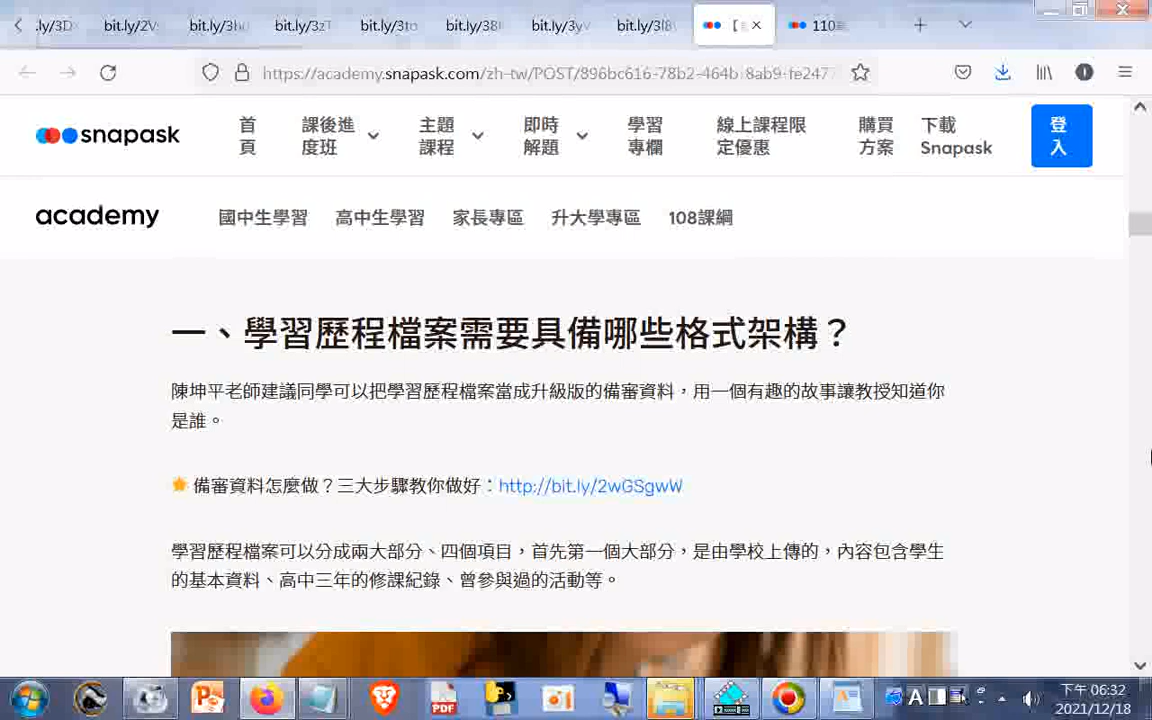 .ly/3D
bit.ly/2V
bit.ly/3h
bit.ly/3zT
bit.ly/3to
bit.ly/38
bit.ly/3yv
bit.ly/3l8
110
https://academy.snapask.com/zh-tw/POST/896bc616-78b2-464b-8ab9-fe247
snapask
首頁
課後進度班
主題課程
即時解題
學習專欄
線上課程限定優惠
購買方案
下載 Snapask
登入
academy
國中生學習
高中生學習
家長專區
升大學專區
108課綱
一、學習歷程檔案需要具備哪些格式架構？
陳坤平老師建議同學可以把學習歷程檔案當成升級版的備審資料，用一個有趣的故事讓教授知道你
是誰。
備審資料怎麼做？三大步驟教你做好：http://bit.ly/2wGSgwW
學習歷程檔案可以分成兩大部分、四個項目，首先第一個大部分，是由學校上傳的，內容包含學生
的基本資料、高中三年的修課紀錄、曾參與過的活動等。
PDF
A
下午 06:32
2021/12/18